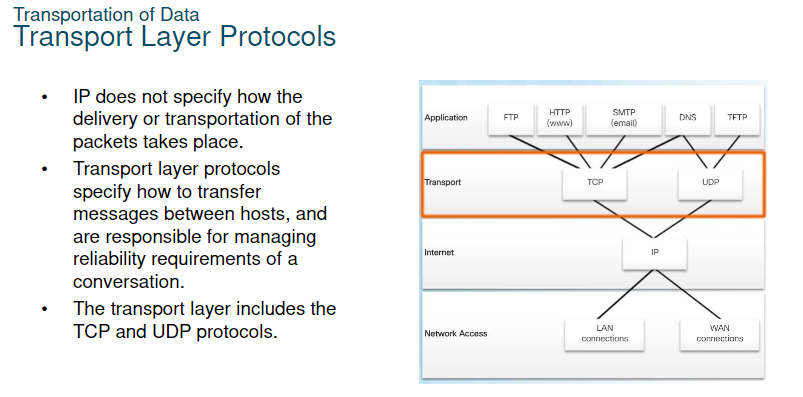 Transportation of Data
Transport Layer Protocols
• IP does not specify how the
delivery or transportation of the
packets takes place.
• Transport layer protocols
specify how to transfer
messages between hosts, and
are responsible for managing
reliability requirements of a
conversation.
• The transport layer includes the
TCP and UDP protocols.
Application
FTP
HTTP
(www)
SMTP
(email)
DNS
TFTP
Transport
TCP
UDP
Internet
IP
Network Access
LAN
connections
WAN
connections